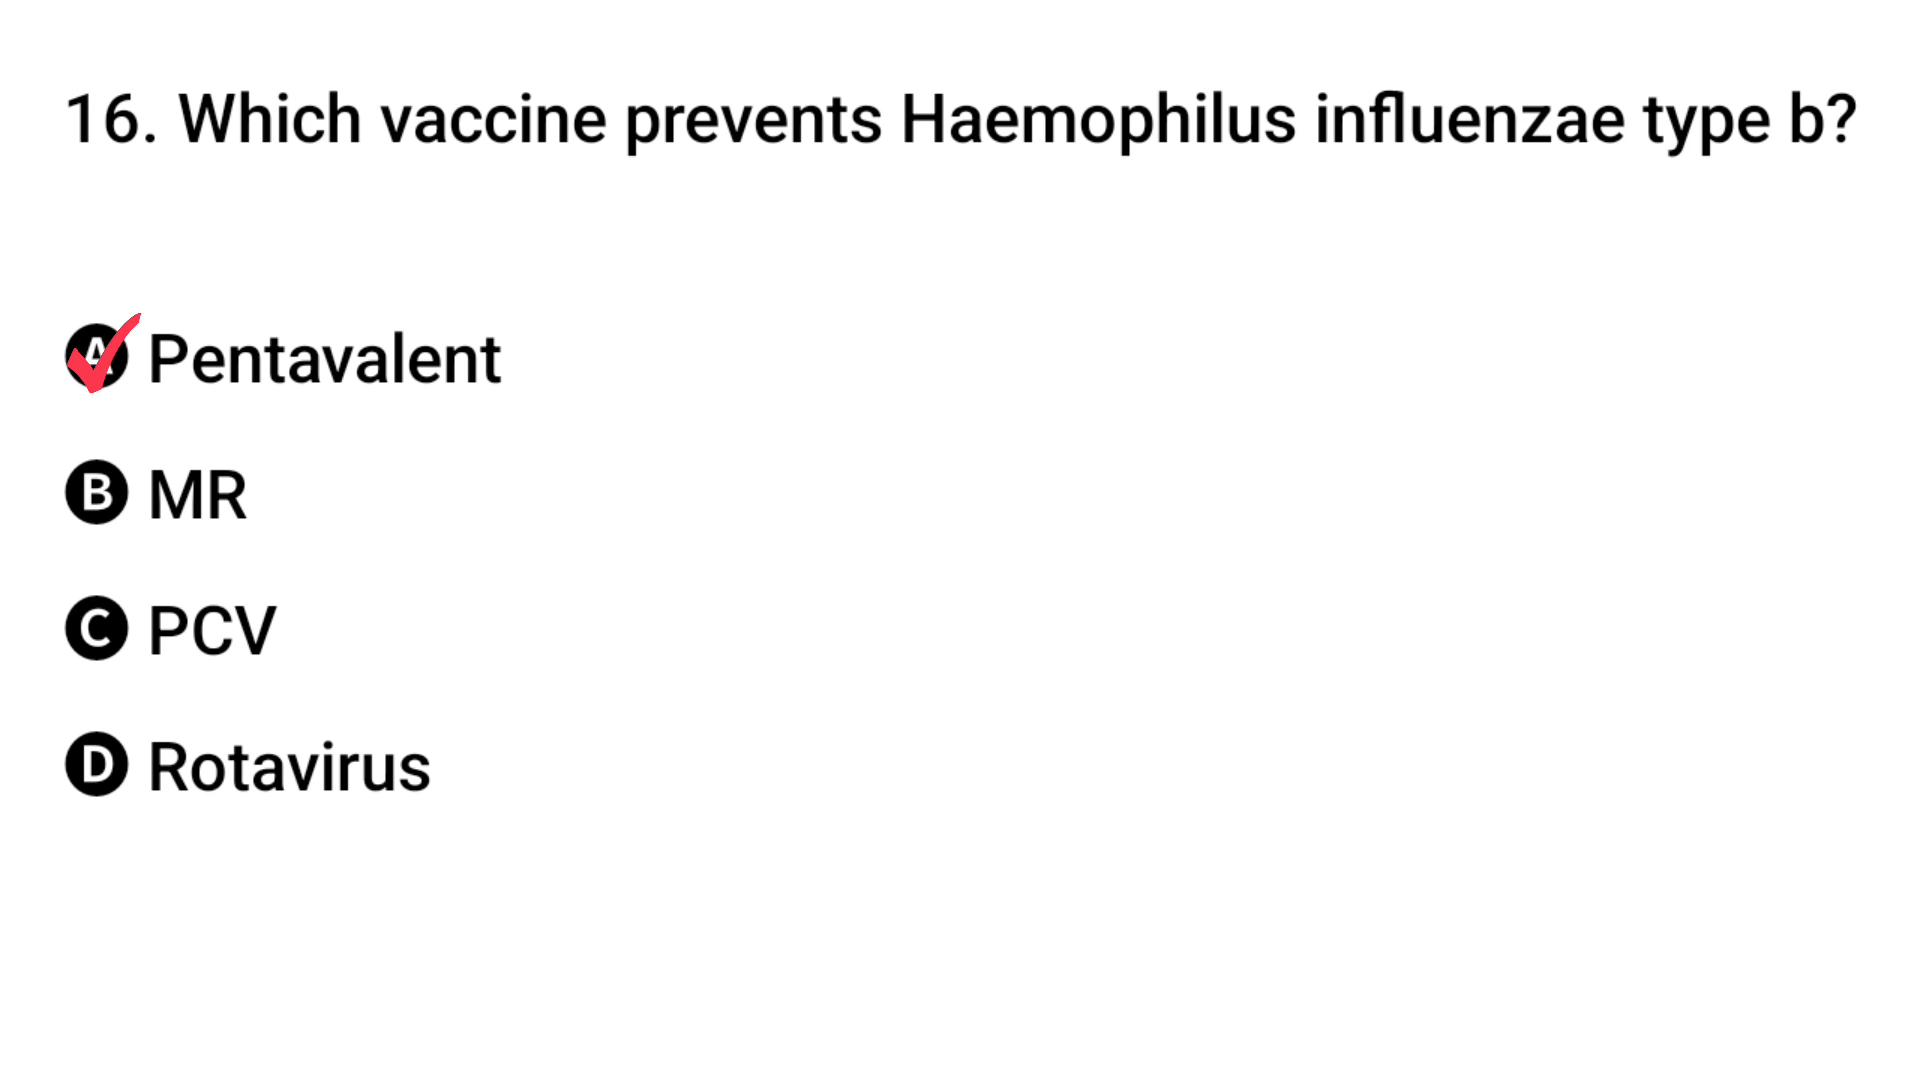 16. Which vaccine prevents Haemophilus influenzae type b?
A Pentavalent
B MR
C PCV
D Rotavirus